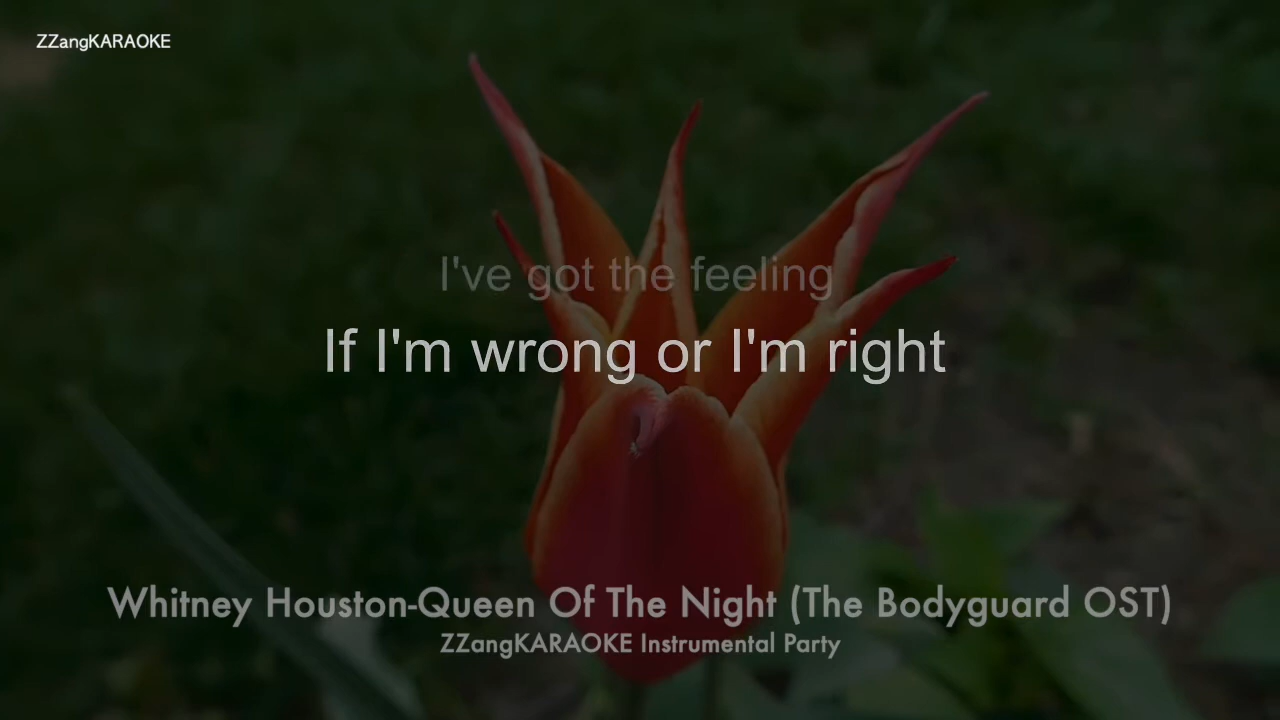 ZZangKARAOKE
I've got the feeling
If I'm wrong or I'm right
Whitney Houston-Queen Of The Night (The Bodyguard OST)
ZZangKARAOKE Instrumental Party